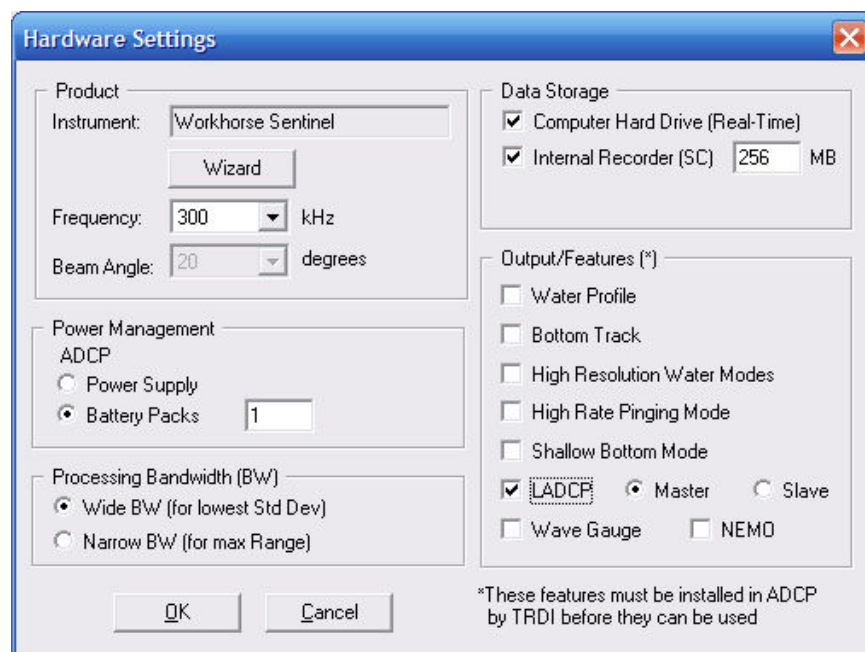 Hardware Settings
Product
Instrument: Workhorse Sentinel
Wizard
Frequency: 300 kHz
Beam Angle: 20 degrees
Power Management
ADCP
Power Supply
Battery Packs 1
Processing Bandwidth (BW)
Wide BW (for lowest Std Dev)
Narrow BW (for max Range)
OK Cancel
Data Storage
Computer Hard Drive (Real-Time)
Internal Recorder (SC) 256 MB
Output/Features (*)
Water Profile
Bottom Track
High Resolution Water Modes
High Rate Pinging Mode
Shallow Bottom Mode
LADCP Master Slave
Wave Gauge NEMO
*These features must be installed in ADCP
by TRDI before they can be used